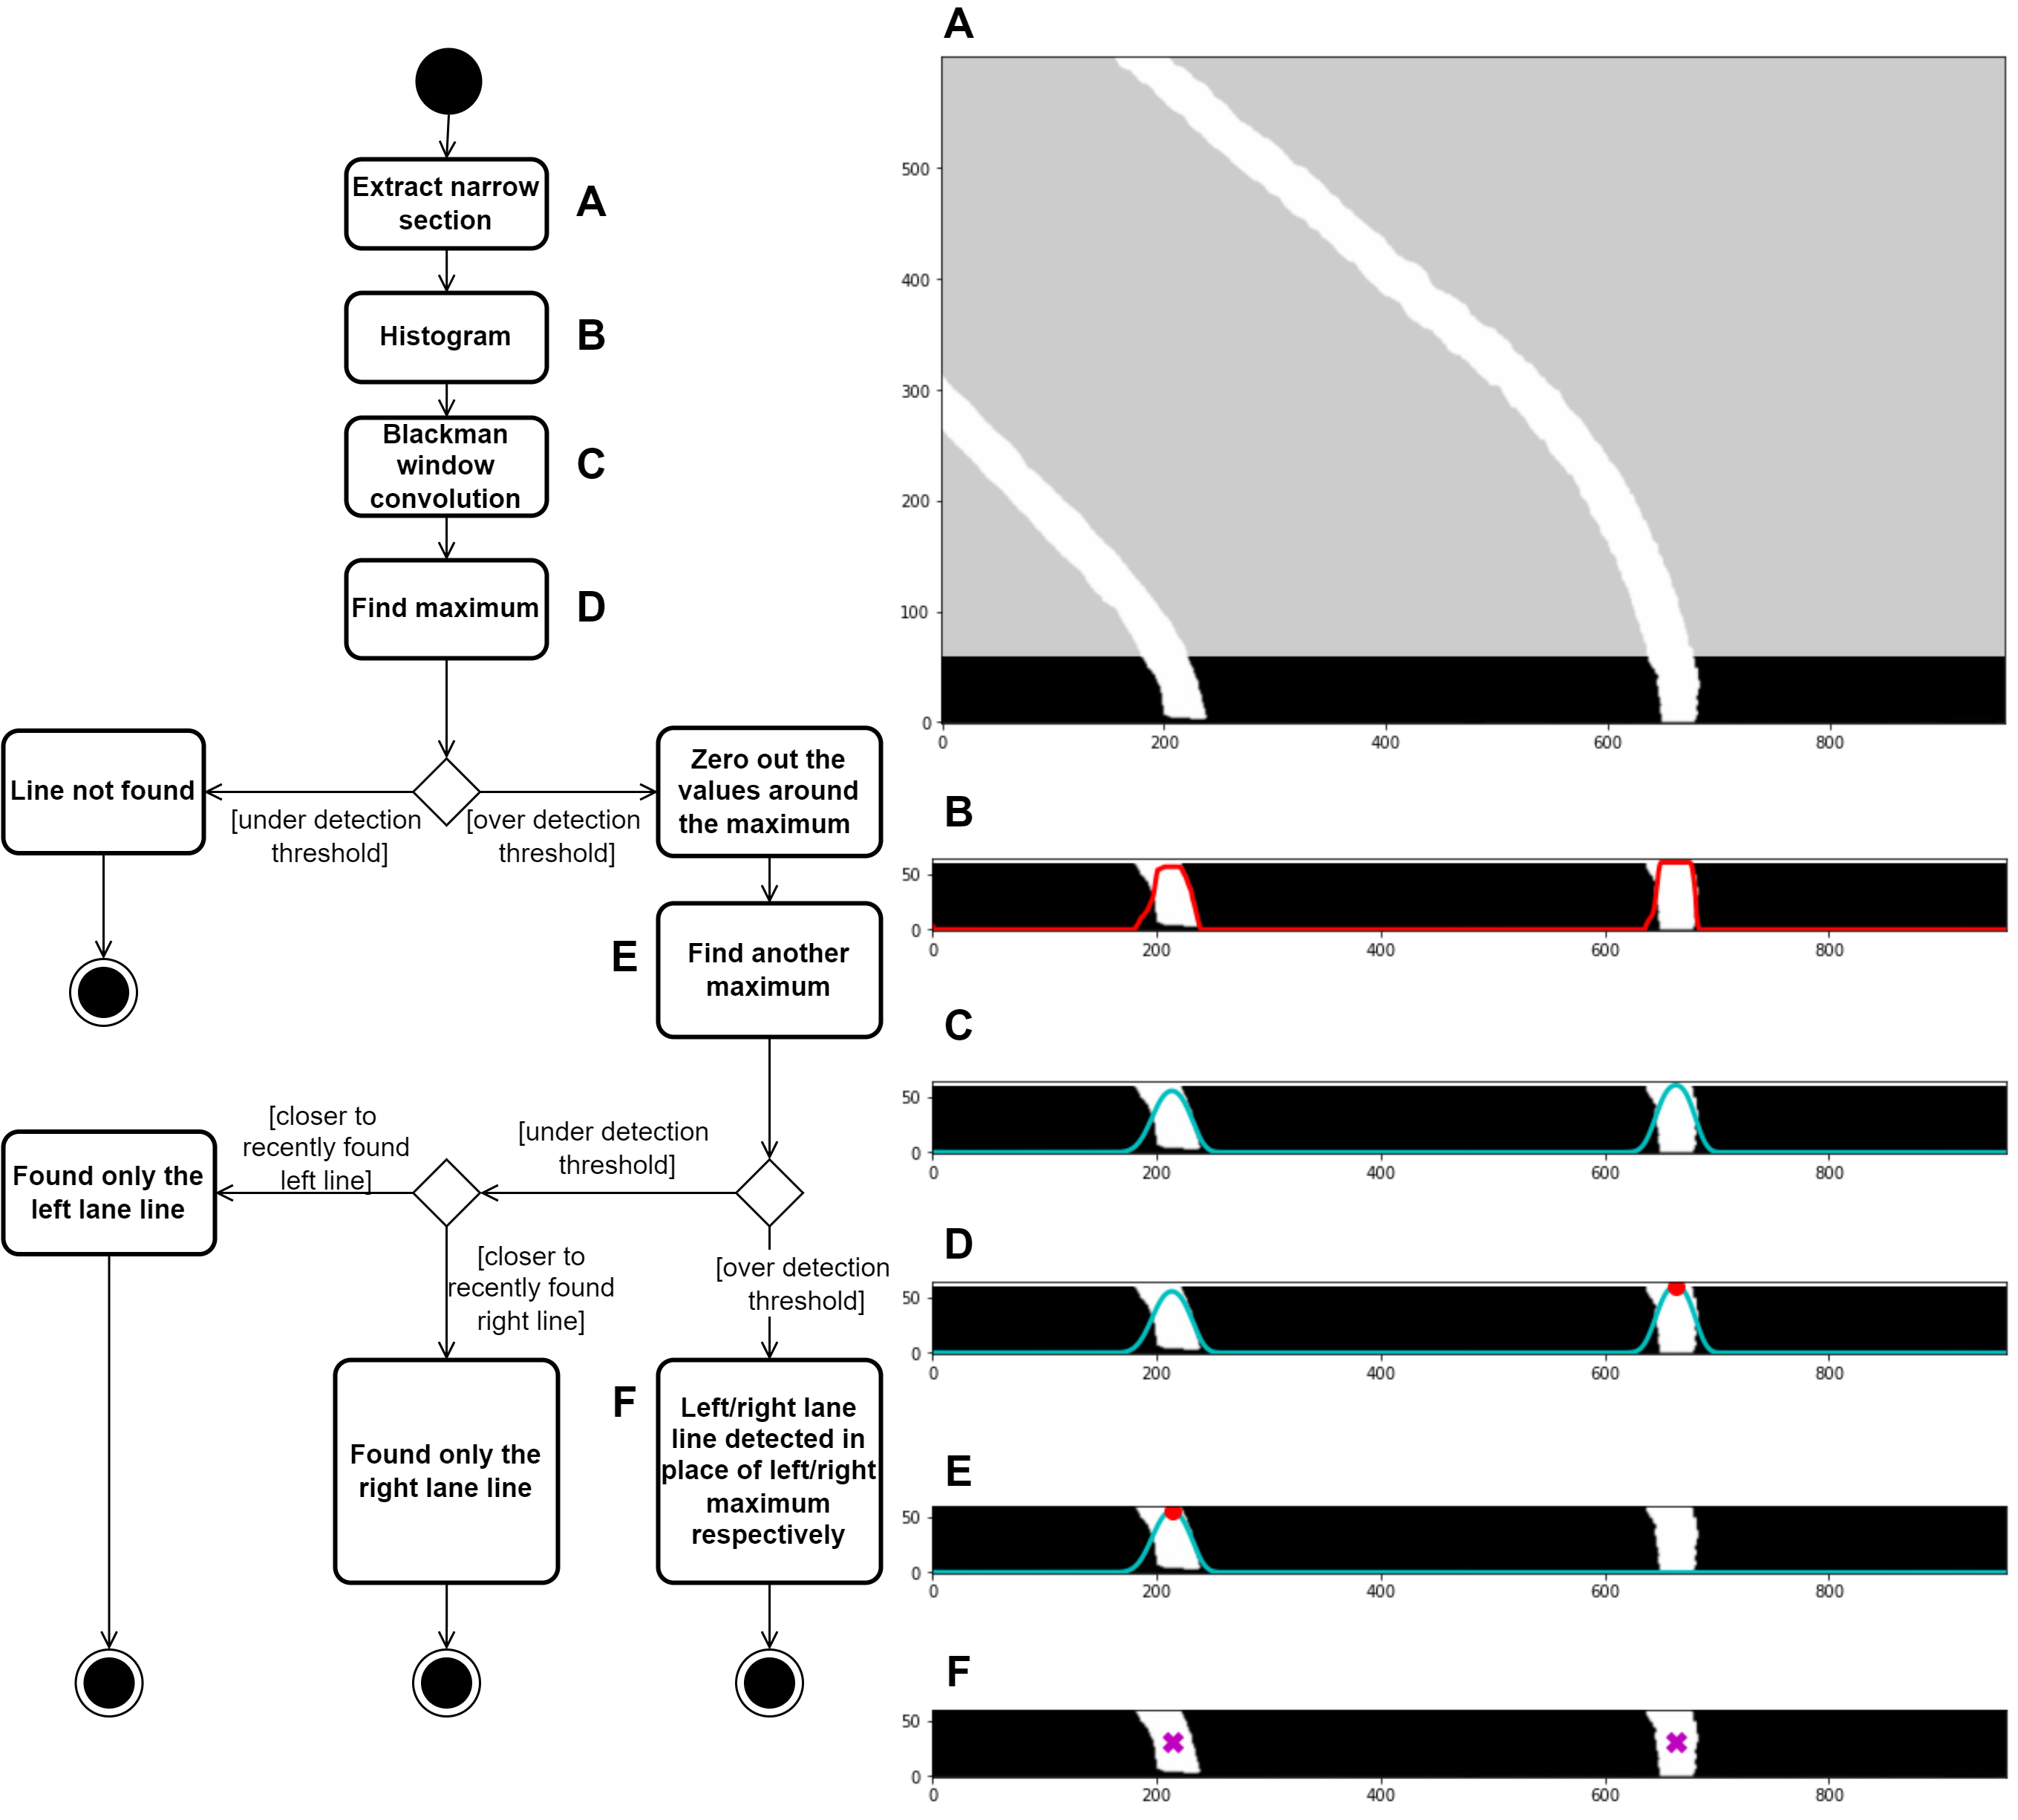 Extract narrow
section
A
Histogram
B
Blackman
window
convolution
C
Find maximum
D
Line not found
[under detection
threshold]
[over detection
threshold]
Zero out the
values around
the maximum
E
Find another
maximum
[closer to
recently found
left line]
[under detection
threshold]
Found only the
left lane line
[closer to
recently found
right line]
[over detection
threshold]
Found only the
right lane line
F
Left/right lane
line detected in
place of left/right
maximum
respectively
A
500
400
300
200
100
0
0 200 400 600 800
B
50
0
0 200 400 600 800
C
50
0
0 200 400 600 800
D
50
0
0 200 400 600 800
E
50
0
0 200 400 600 800
F
50
0
0 200 400 600 800